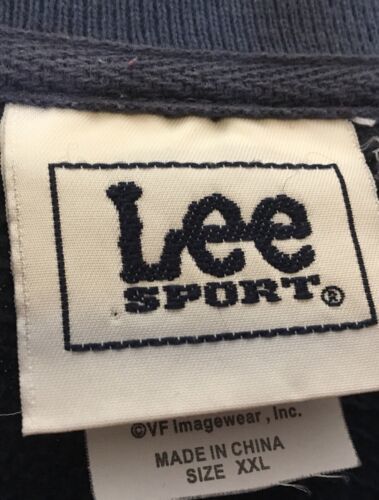 Lee
SPORT®
©VF Imagewear, Inc.
MADE IN CHINA
SIZE XXL